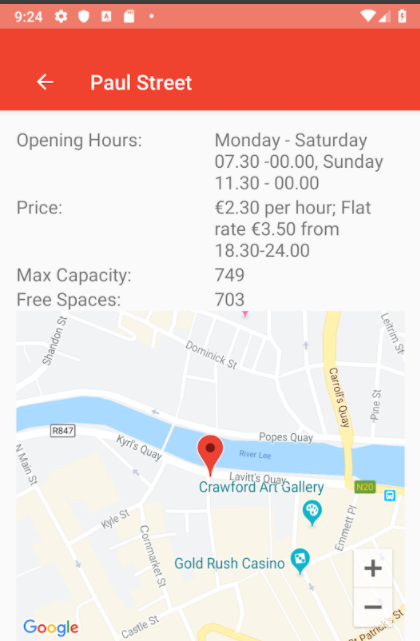 9:24
Paul Street
Opening Hours:
Monday - Saturday
07.30 -00.00, Sunday
11.30 - 00.00
Price:
€2.30 per hour; Flat
rate €3.50 from
18.30-24.00
Max Capacity:
749
Free Spaces:
703
Shandon St
Dominick St
Leitrim St
Carroll's Quay
Pine St
R847
Kyrl's Quay
Popes Quay
River Lee
N Main St
Lavitt's Quay
Crawford Art Gallery
N20
Kyle St
Cornmarket St
Emmett Pl
Gold Rush Casino
+
−
Google
Castle St
St Patrick's St